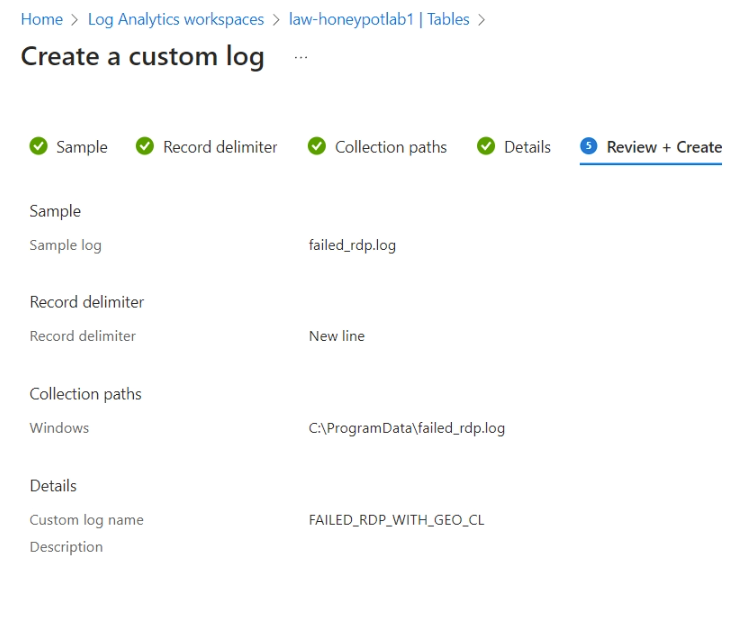 Home > Log Analytics workspaces > law-honeypotlab1 | Tables >
Create a custom log ...
Sample Record delimiter Collection paths Details 5 Review + Create
Sample
Sample log failed_rdp.log
Record delimiter
Record delimiter New line
Collection paths
Windows C:\ProgramData\failed_rdp.log
Details
Custom log name FAILED_RDP_WITH_GEO_CL
Description